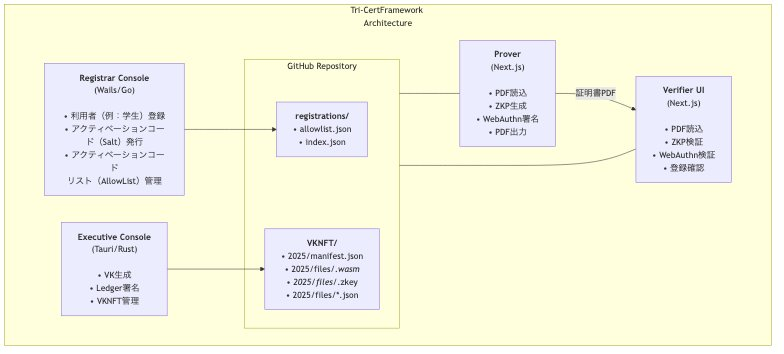 Tri-CertFramework
Architecture
Registrar Console
(Wails/Go)
• 利用者（例：学生）登録
• アクティベーションコー
ド（Salt）発行
• アクティベーションコー
ド
リスト（AllowList）管理
Executive Console
(Tauri/Rust)
• VK生成
• Ledger署名
• VKNFT管理
GitHub Repository
registrations/
• allowlist.json
• index.json
VKNFT/
• 2025/manifest.json
• 2025/files/.wasm
• 2025/files/.zkey
• 2025/files/*.json
Prover
(Next.js)
• PDF読込
• ZKP生成
• WebAuthn署名
• PDF出力
証明書PDF
Verifier UI
(Next.js)
• PDF読込
• ZKP検証
• WebAuthn検証
• 登録確認